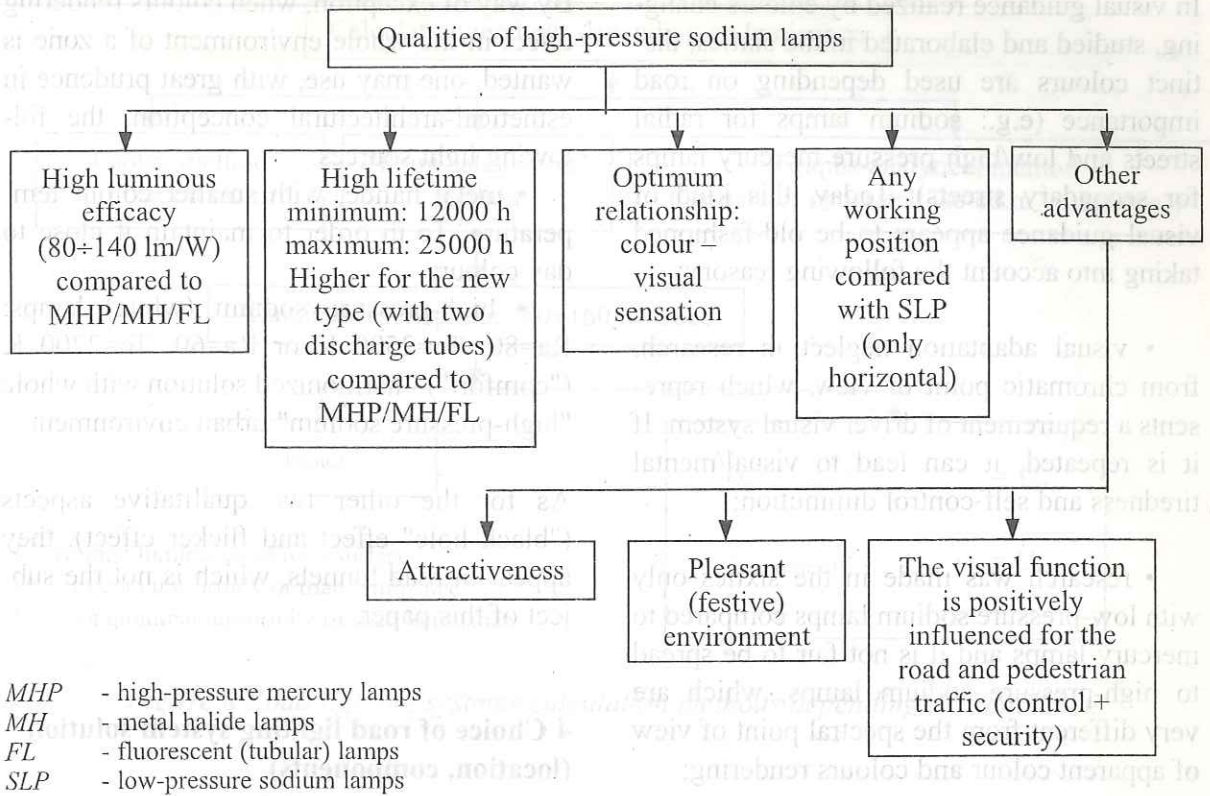 Qualities of high-pressure sodium lamps
High luminous
efficacy
(80÷140 lm/W)
compared to
MHP/MH/FL
High lifetime
minimum: 12000 h
maximum: 25000 h
Higher for the new
type (with two
discharge tubes)
compared to
MHP/MH/FL
Optimum
relationship:
colour –
visual
sensation
Any
working
position
compared
with SLP
(only
horizontal)
Other
advantages
Attractiveness
Pleasant
(festive)
environment
The visual function
is positively
influenced for the
road and pedestrian
traffic (control +
security)
MHP - high-pressure mercury lamps
MH - metal halide lamps
FL - fluorescent (tubular) lamps
SLP - low-pressure sodium lamps